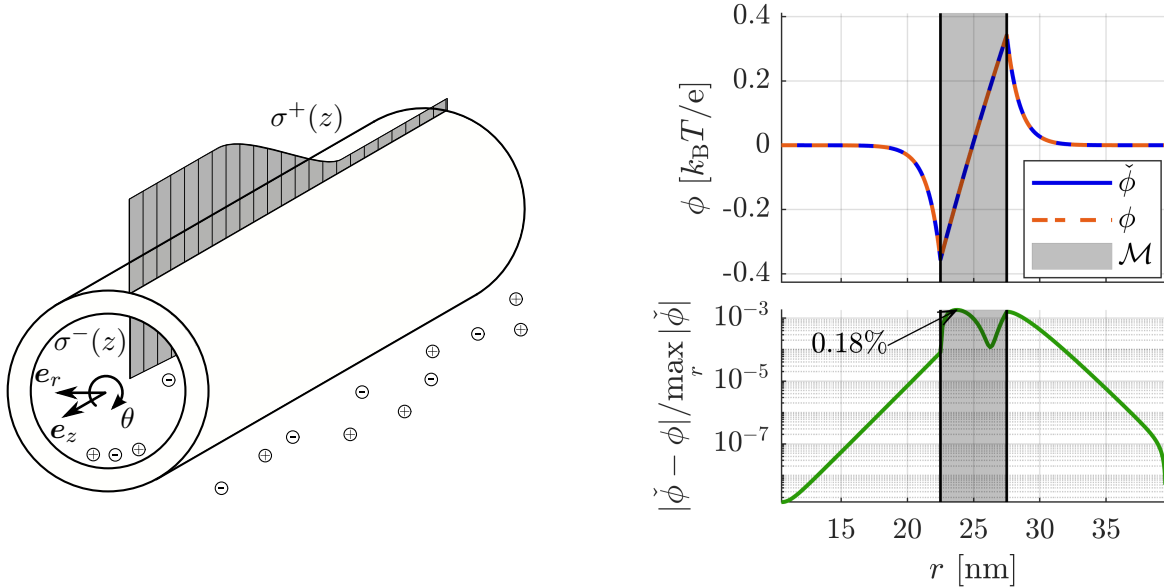 σ⁺(z)
σ⁻(z)
e_r
e_z
θ
ϕ [k_BT/e]
0.4
0.2
0
-0.2
-0.4
ϕ̌
ϕ
ℳ
|ϕ̌ − ϕ|/max_r |ϕ̌|
10⁻³
10⁻⁵
10⁻⁷
0.18%
15 20 25 30 35
r [nm]